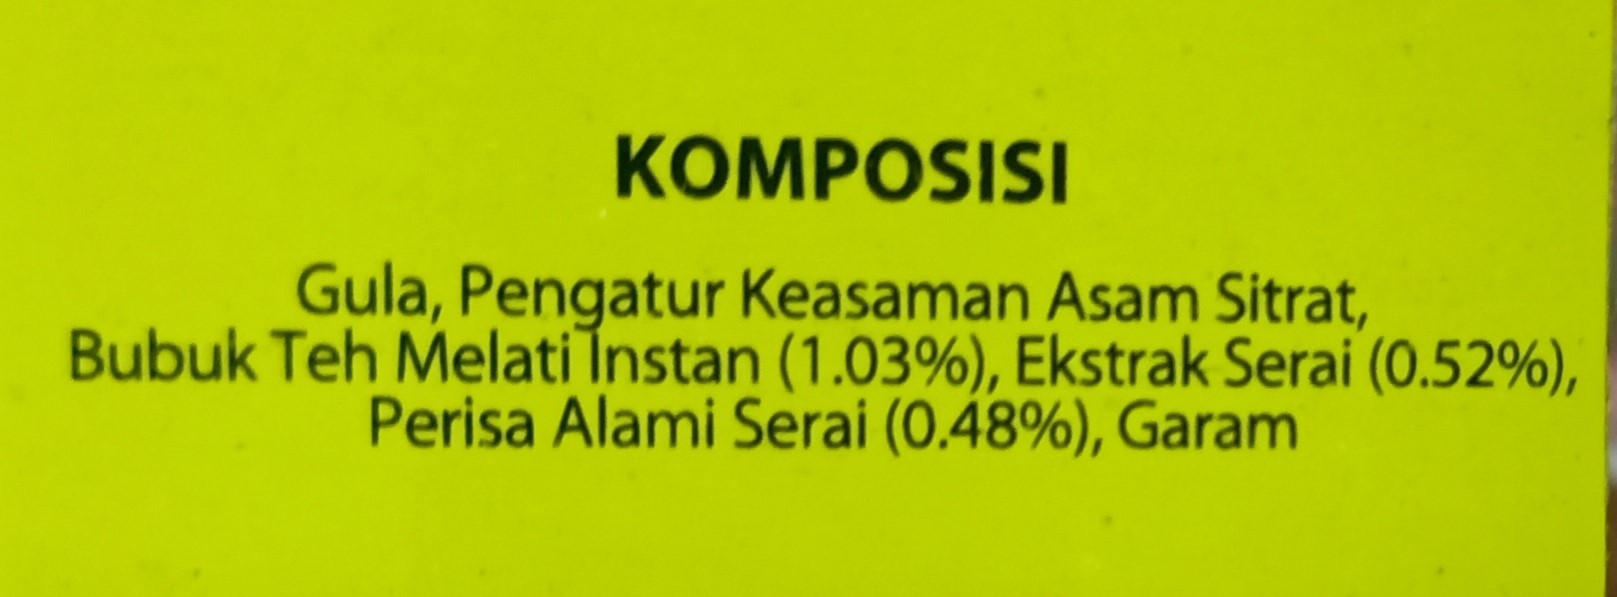 KOMPOSISI
Gula, Pengatur Keasaman Asam Sitrat,
Bubuk Teh Melati Instan (1.03%), Ekstrak Serai (0.52%),
Perisa Alami Serai (0.48%), Garam